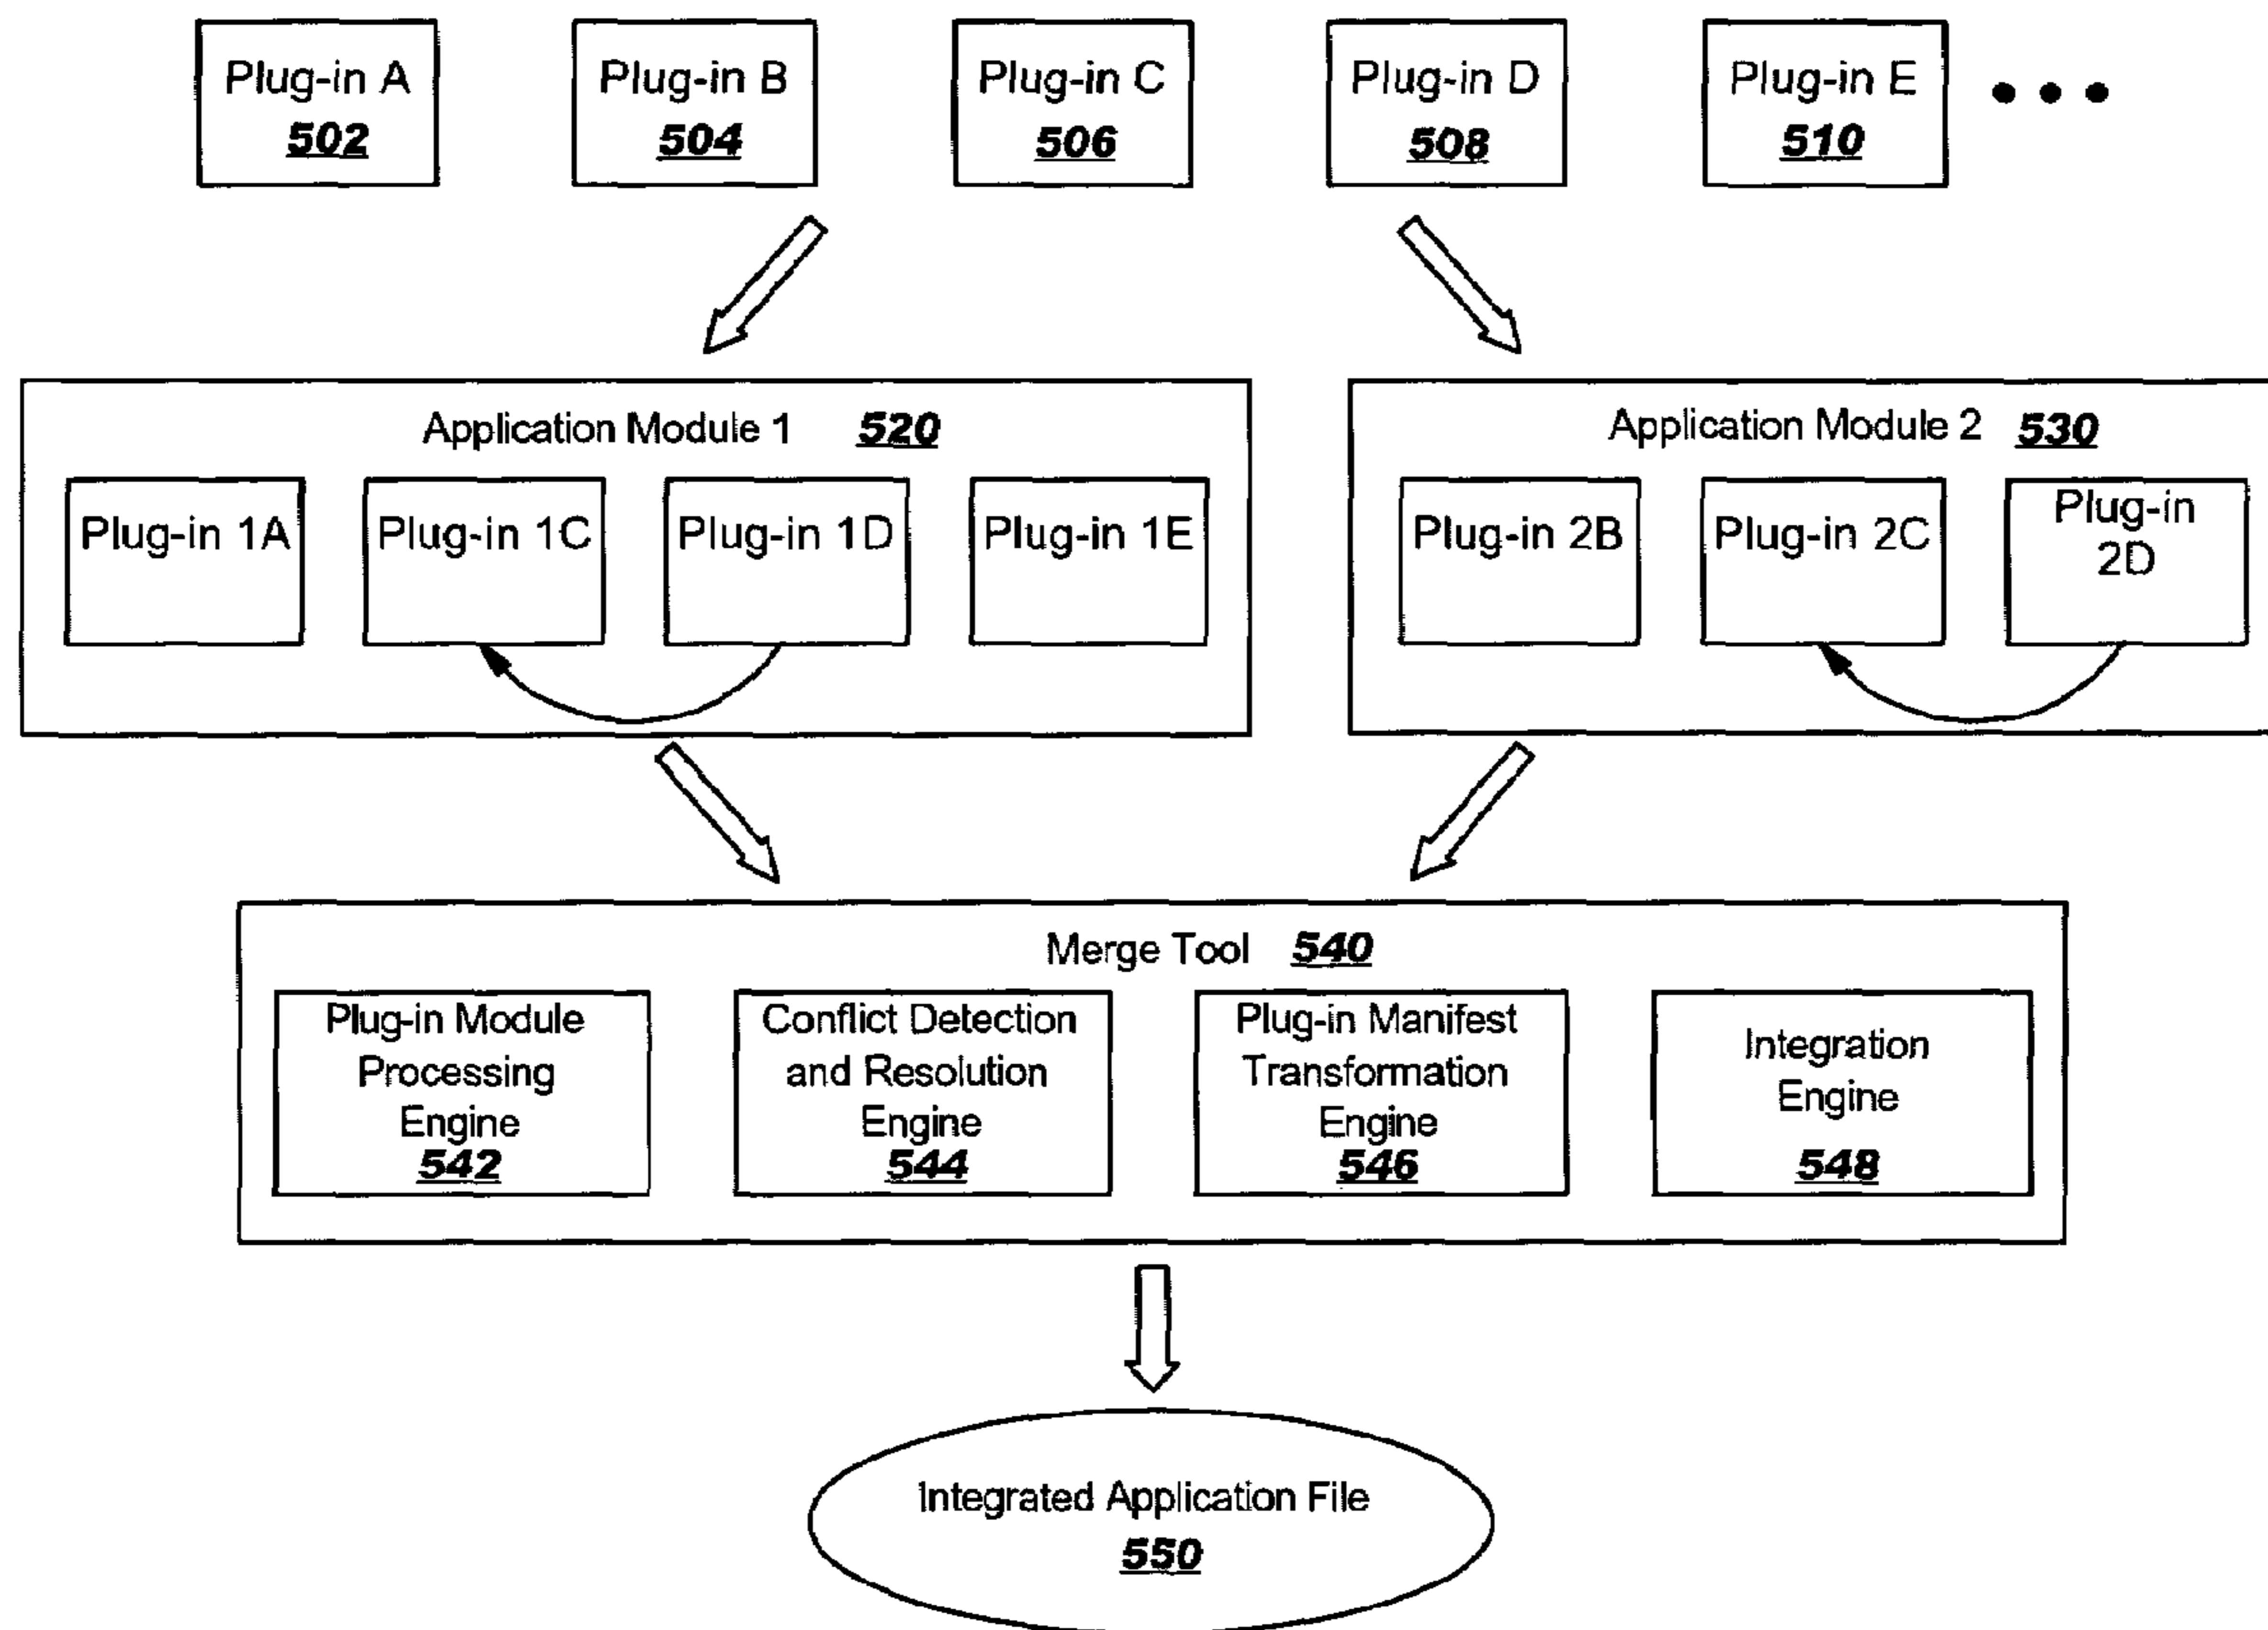 Plug-in A
502
Plug-in B
504
Plug-in C
506
Plug-in D
508
Plug-in E
510
Application Module 1 520
Plug-in 1A
Plug-in 1C
Plug-in 1D
Plug-in 1E
Application Module 2 530
Plug-in 2B
Plug-in 2C
Plug-in
2D
Merge Tool 540
Plug-in Module
Processing
Engine
542
Conflict Detection
and Resolution
Engine
544
Plug-in Manifest
Transformation
Engine
546
Integration
Engine
548
Integrated Application File
550